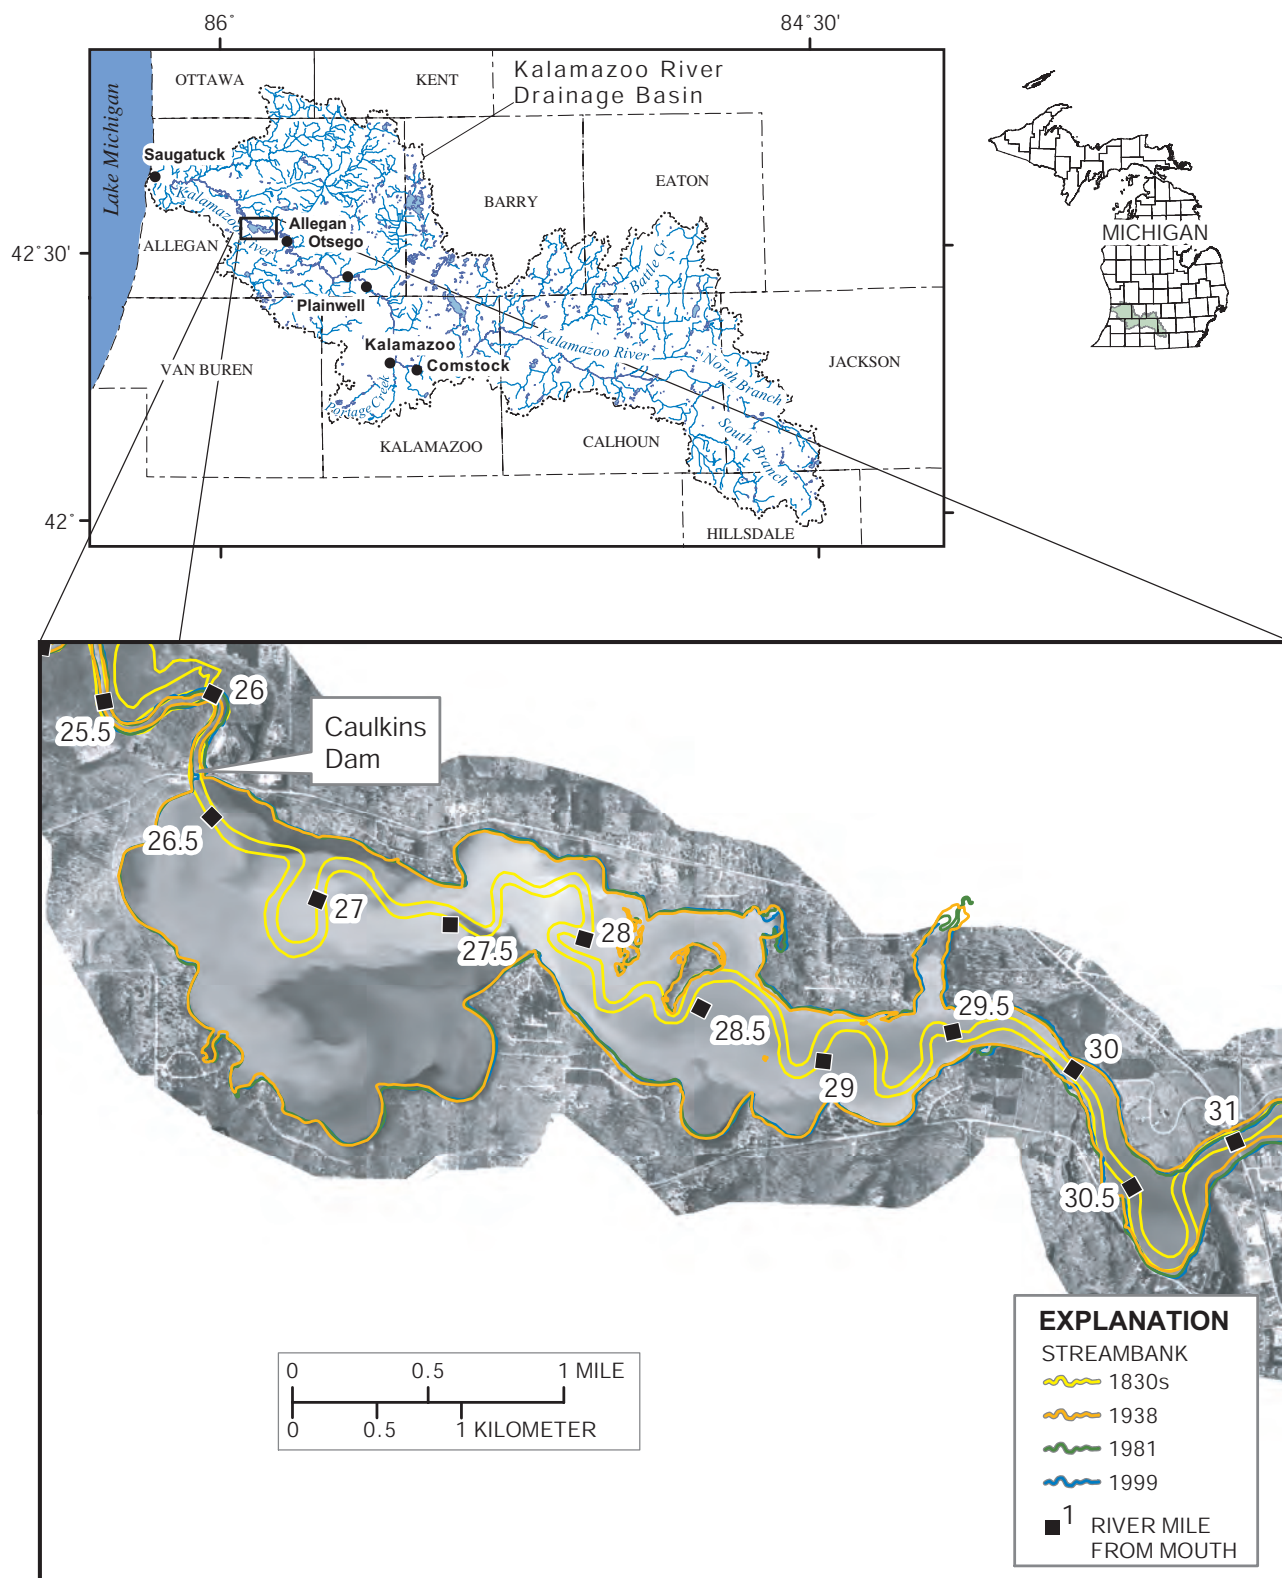 86°
84°30'
OTTAWA
KENT
Kalamazoo River
Drainage Basin
Lake Michigan
Saugatuck
Kalamazoo River
EATON
BARRY
MICHIGAN
ALLEGAN
Allegan
Otsego
42°30'
Battle Cr
Plainwell
Kalamazoo River
Kalamazoo
JACKSON
VAN BUREN
Comstock
North Branch
Portage Creek
KALAMAZOO
CALHOUN
South Branch
42°
HILLSDALE
26
25.5
Caulkins
Dam
26.5
27
27.5
28
28.5
29
29.5
30
31
30.5
EXPLANATION
STREAMBANK
1830s
1938
1981
1999
1 RIVER MILE
FROM MOUTH
0 0.5 1 MILE
0 0.5 1 KILOMETER